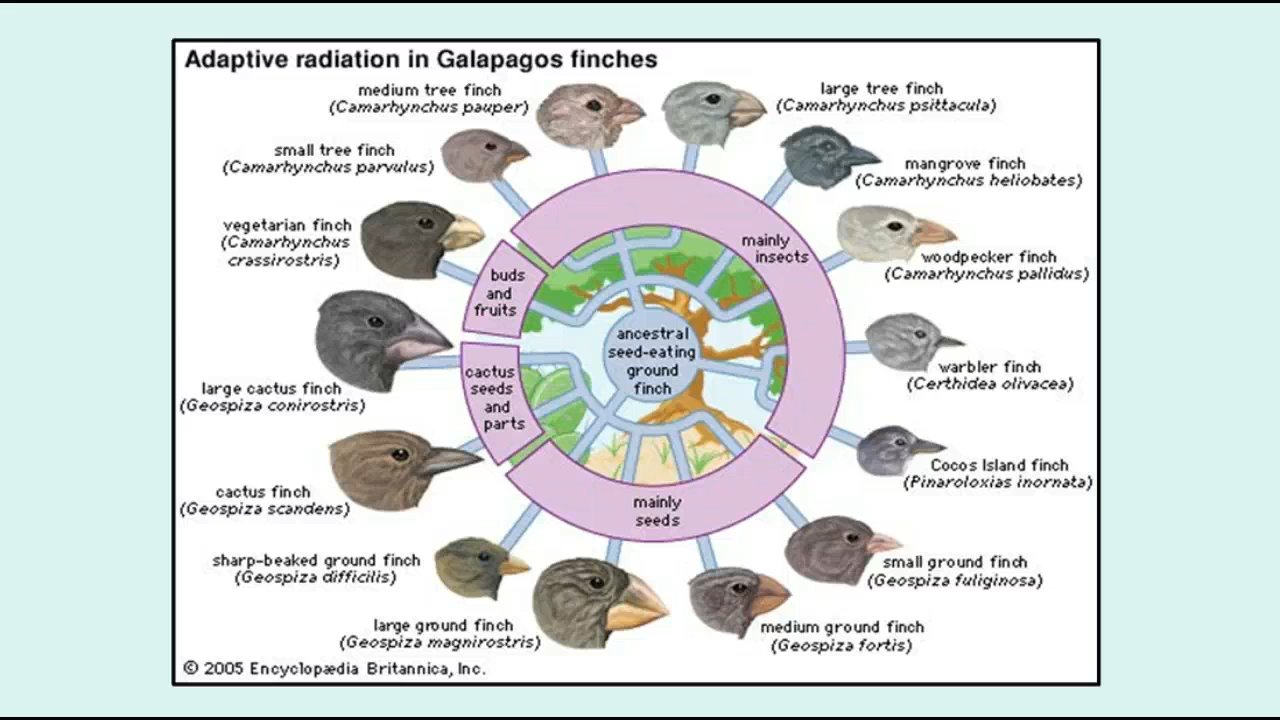 Adaptive radiation in Galapagos finches
medium tree finch
(Camarhynchus pauper)
large tree finch
(Camarhynchus psittacula)
small tree finch
(Camarhynchus parvulus)
mangrove finch
(Camarhynchus heliobates)
vegetarian finch
(Camarhynchus
crassirostris)
woodpecker finch
(Camarhynchus pallidus)
mainly
insects
buds
and
fruits
ancestral
seed-eating
ground
finch
warbler finch
(Certhidea olivacea)
large cactus finch
(Geospiza conirostris)
cactus
seeds
and
parts
Cocos Island finch
(Pinaroloxias inornata)
cactus finch
(Geospiza scandens)
mainly
seeds
sharp-beaked ground finch
(Geospiza difficilis)
small ground finch
(Geospiza fuliginosa)
large ground finch
(Geospiza magnirostris)
medium ground finch
(Geospiza fortis)
© 2005 Encyclopædia Britannica, Inc.